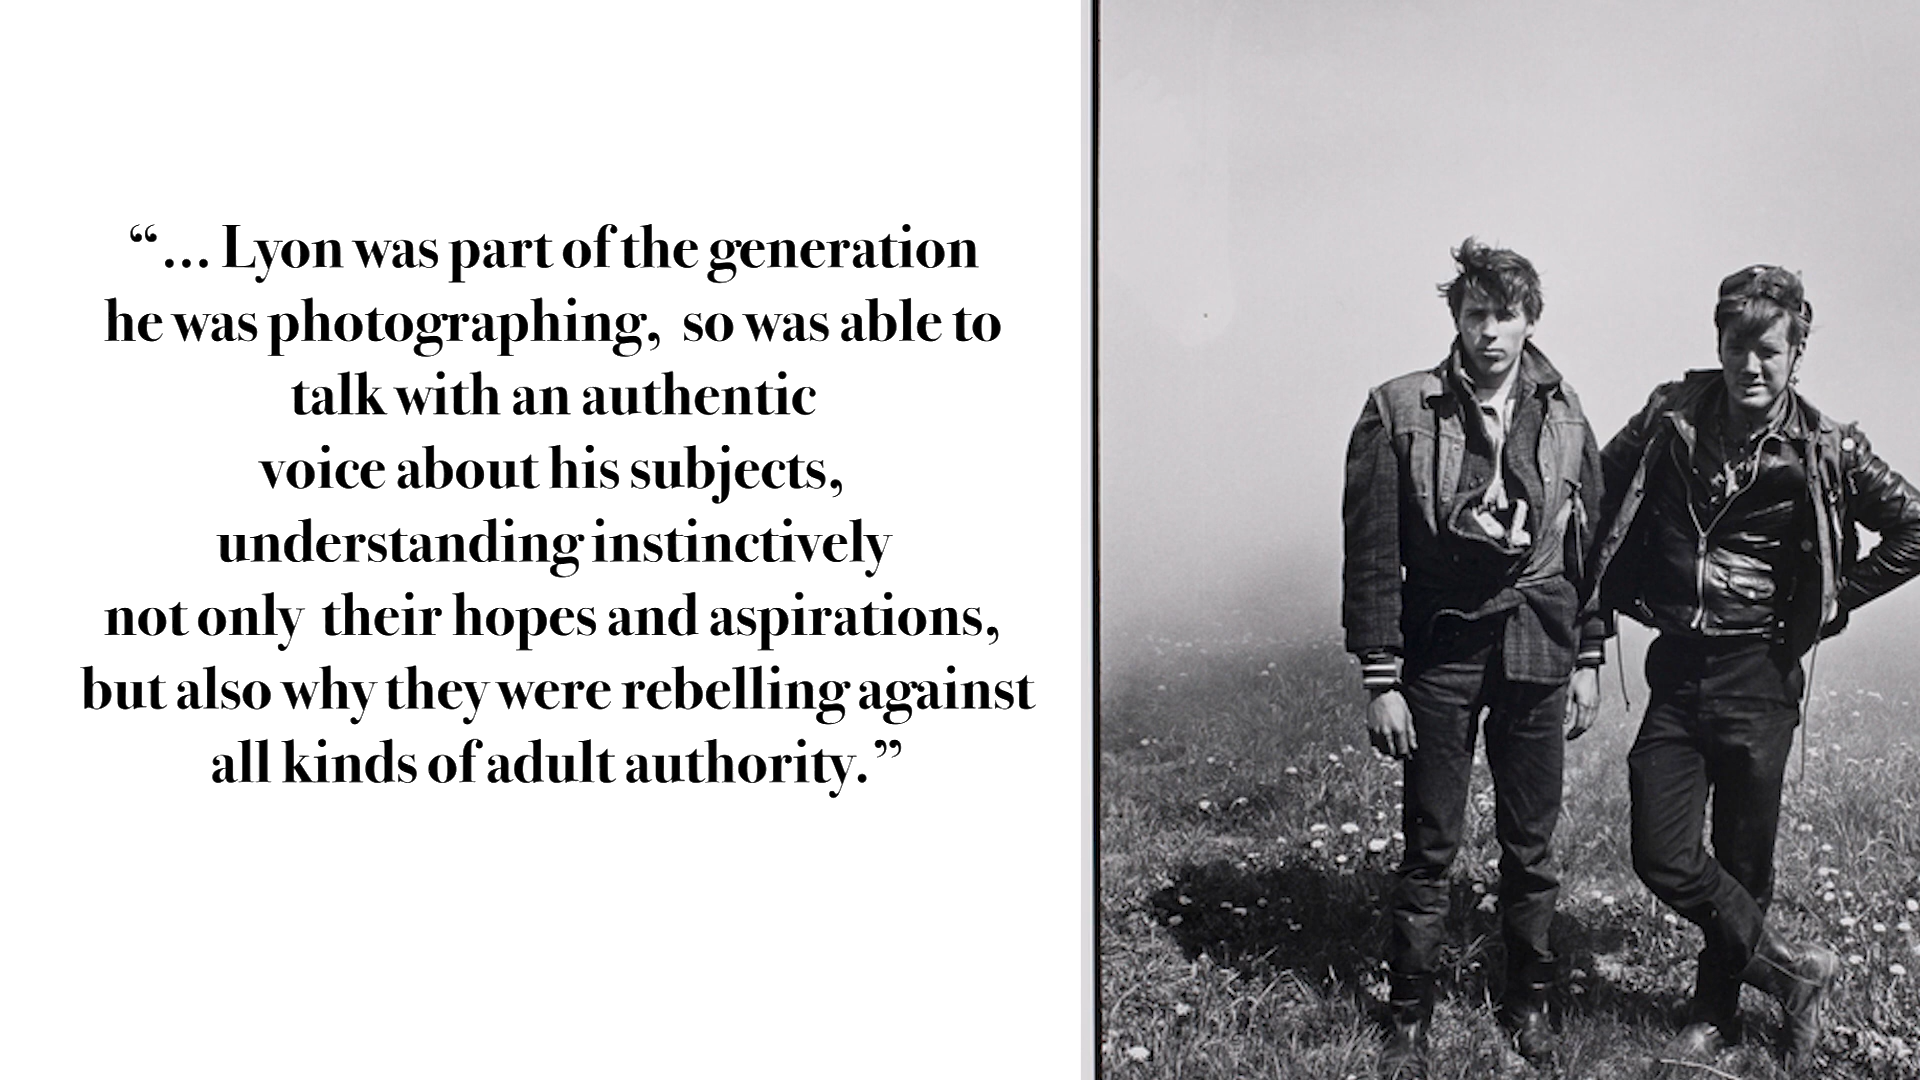 “… Lyon was part of the generation
he was photographing,  so was able to
talk with an authentic
voice about his subjects,
understanding instinctively
not only  their hopes and aspirations,
but also why they were rebelling against
all kinds of adult authority.”